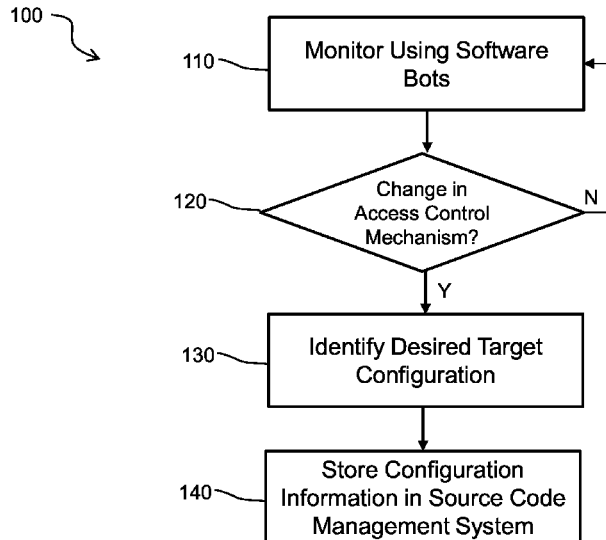 100
110
Monitor Using Software
Bots
120
Change in
Access Control
Mechanism?
N
Y
130
Identify Desired Target
Configuration
140
Store Configuration
Information in Source Code
Management System